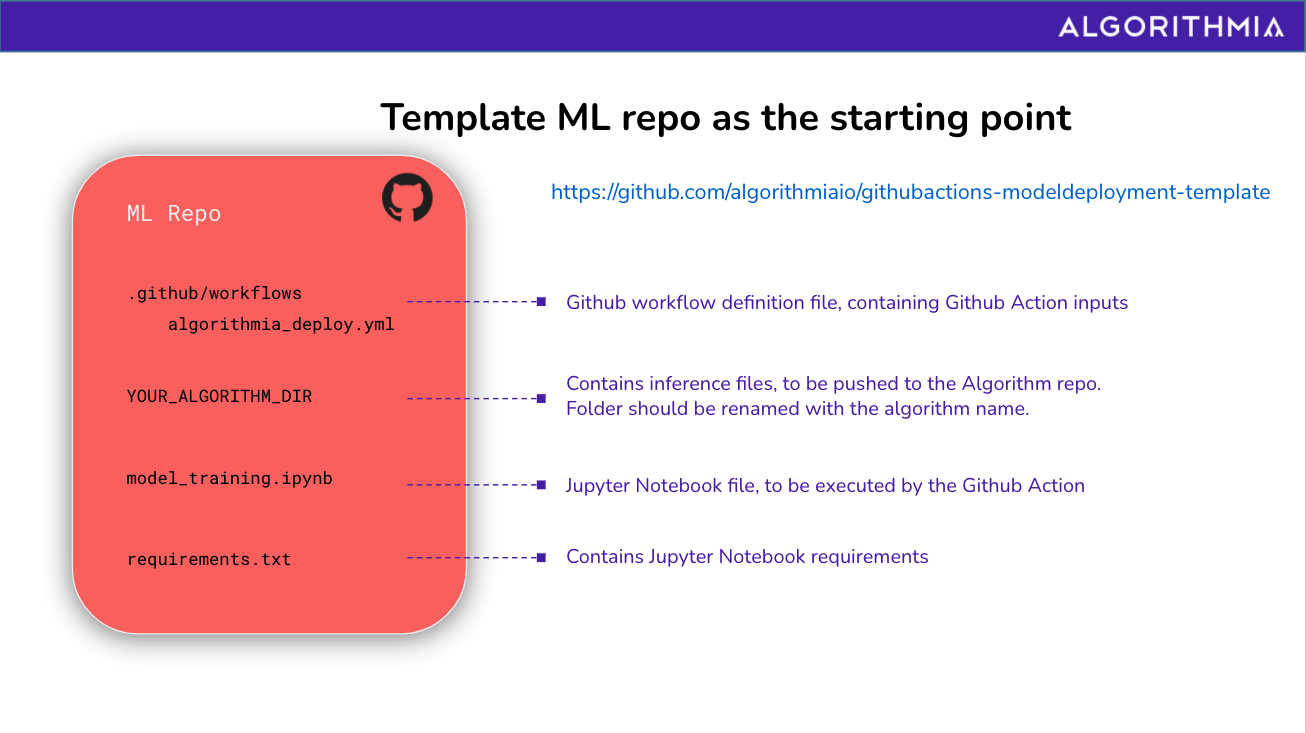 ALGORITHMIA
Template ML repo as the starting point
https://github.com/algorithmiaio/githubactions-modeldeployment-template
ML Repo
.github/workflows
algorithmia_deploy.yml
Github workflow definition file, containing Github Action inputs
YOUR_ALGORITHM_DIR
Contains inference files, to be pushed to the Algorithm repo.
Folder should be renamed with the algorithm name.
model_training.ipynb
Jupyter Notebook file, to be executed by the Github Action
requirements.txt
Contains Jupyter Notebook requirements